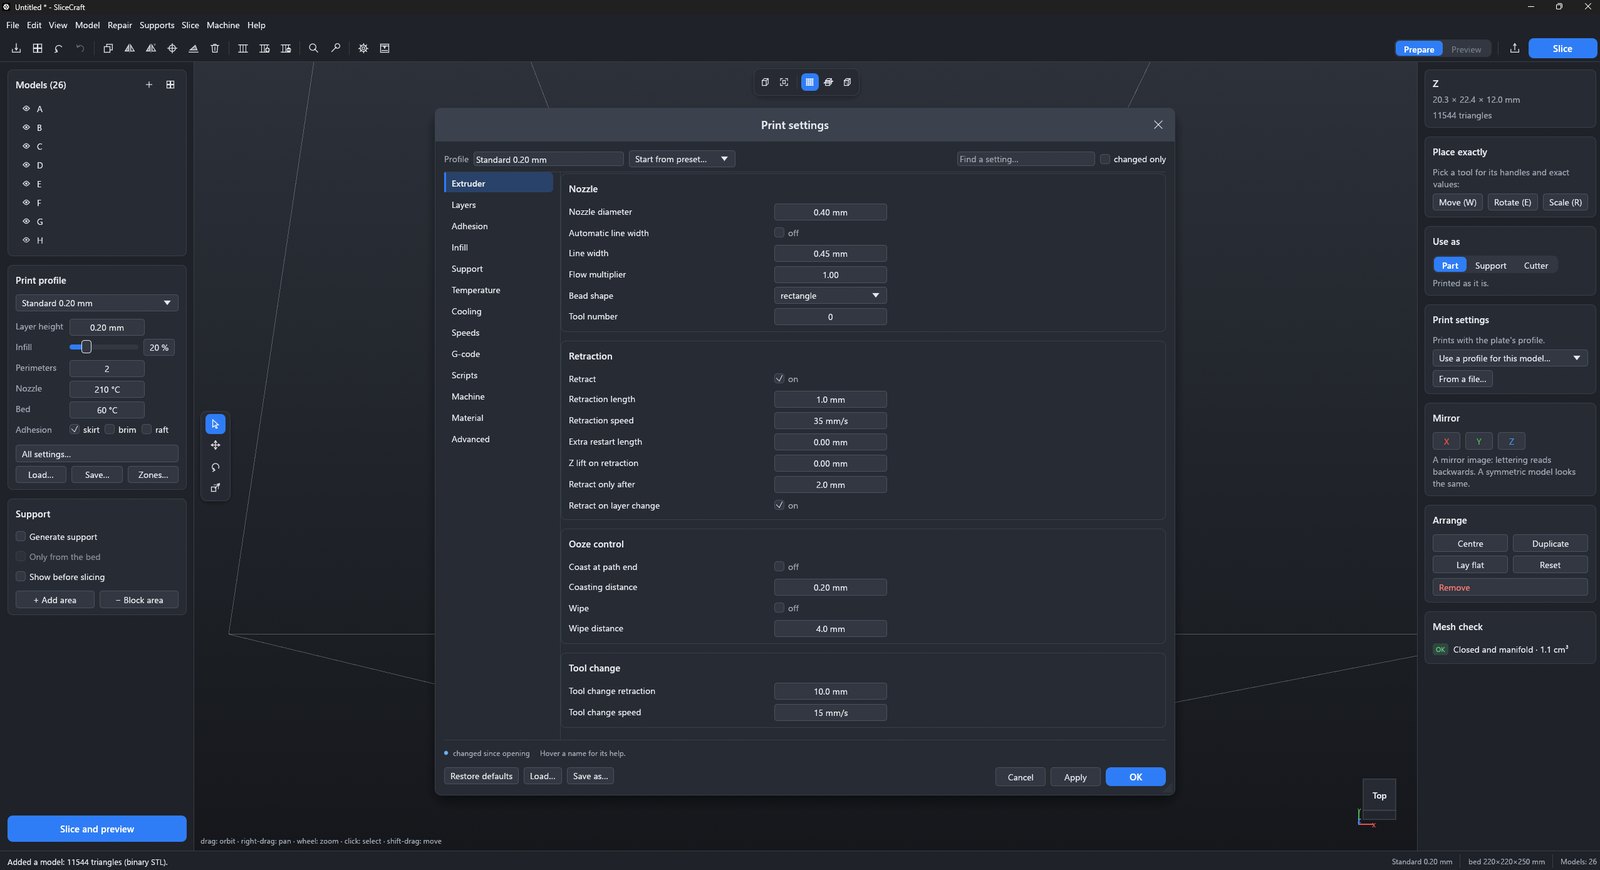 Untitled * - SliceCraft
File Edit View Model Repair Supports Slice Machine Help
Prepare Preview Slice
Models (26)
A
B
C
D
E
F
G
H
Print profile
Standard 0.20 mm
Layer height 0.20 mm
Infill 20 %
Perimeters 2
Nozzle 210 °C
Bed 60 °C
Adhesion skirt brim raft
All settings...
Load... Save... Zones...
Support
Generate support
Only from the bed
Show before slicing
+ Add area − Block area
Slice and preview
Print settings
Profile Standard 0.20 mm Start from preset... Find a setting... changed only
Extruder
Layers
Adhesion
Infill
Support
Temperature
Cooling
Speeds
G-code
Scripts
Machine
Material
Advanced
Nozzle
Nozzle diameter 0.40 mm
Automatic line width off
Line width 0.45 mm
Flow multiplier 1.00
Bead shape rectangle
Tool number 0
Retraction
Retract on
Retraction length 1.0 mm
Retraction speed 35 mm/s
Extra restart length 0.00 mm
Z lift on retraction 0.00 mm
Retract only after 2.0 mm
Retract on layer change on
Ooze control
Coast at path end off
Coasting distance 0.20 mm
Wipe off
Wipe distance 4.0 mm
Tool change
Tool change retraction 10.0 mm
Tool change speed 15 mm/s
changed since opening Hover a name for its help.
Restore defaults Load... Save as... Cancel Apply OK
Z
20.3 × 22.4 × 12.0 mm
11544 triangles
Place exactly
Pick a tool for its handles and exact
values:
Move (W) Rotate (E) Scale (R)
Use as
Part Support Cutter
Printed as it is.
Print settings
Prints with the plate's profile.
Use a profile for this model...
From a file...
Mirror
X Y Z
A mirror image: lettering reads
backwards. A symmetric model looks
the same.
Arrange
Centre Duplicate
Lay flat Reset
Remove
Mesh check
OK Closed and manifold · 1.1 cm³
Top
x
drag: orbit · right-drag: pan · wheel: zoom · click: select · shift-drag: move
Added a model: 11544 triangles (binary STL).
Standard 0.20 mm bed 220×220×250 mm Models: 26